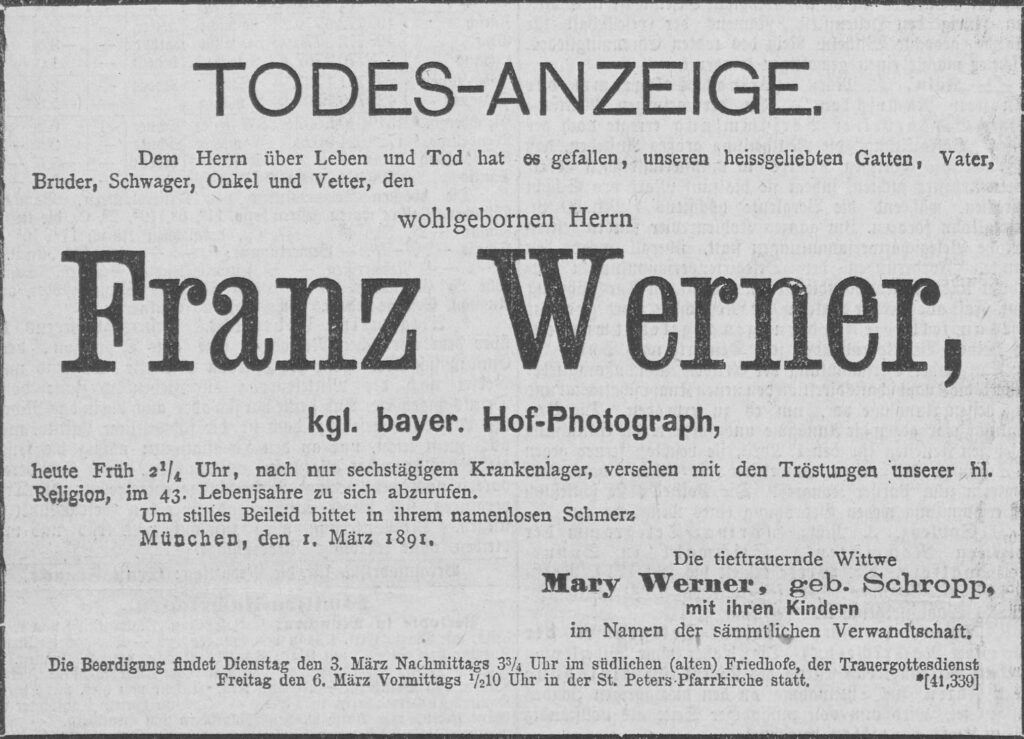 TODES-ANZEIGE.
Dem Herrn über Leben und Tod hat es gefallen, unseren heissgeliebten Gatten, Vater,
Bruder, Schwager, Onkel und Vetter, den
wohlgebornen Herrn
Franz Werner,
kgl. bayer. Hof-Photograph,
heute Früh 2¼ Uhr, nach nur sechstägigem Krankenlager, versehen mit den Tröstungen unserer hl.
Religion, im 43. Lebenjsahre zu sich abzurufen.
Um stilles Beileid bittet in ihrem namenlosen Schmerz
München, den 1. März 1891.
Die tieftrauernde Wittwe
Mary Werner, geb. Schropp,
mit ihren Kindern
im Namen der sämmtlichen Verwandtschaft.
Die Beerdigung findet Dienstag den 3. März Nachmittags 3¾ Uhr im südlichen (alten) Friedhofe, der Trauergottesdienst
Freitag den 6. März Vormittags ½10 Uhr in der St. Peters-Pfarrkirche statt. *[41,339]